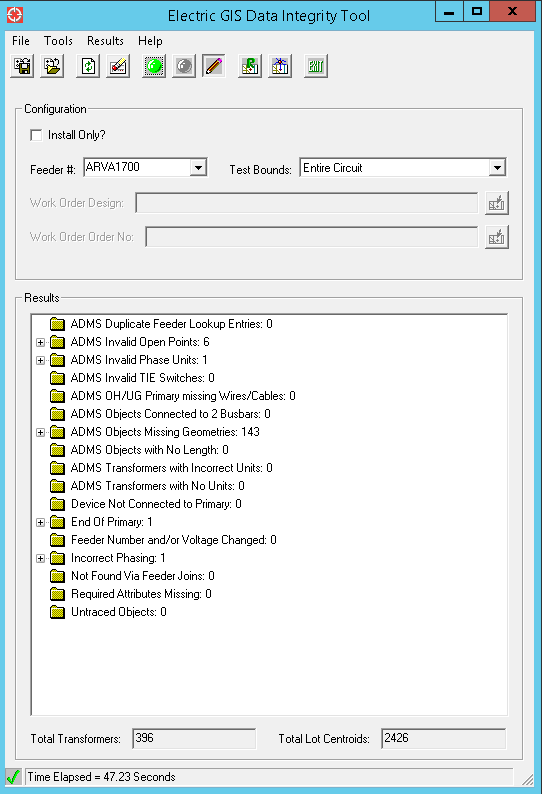 Electric GIS Data Integrity Tool
File Tools Results Help
EXIT
Configuration
Install Only?
Feeder #: ARVA1700 Test Bounds: Entire Circuit
Work Order Design:
Work Order Order No:
Results
ADMS Duplicate Feeder Lookup Entries: 0
ADMS Invalid Open Points: 6
ADMS Invalid Phase Units: 1
ADMS Invalid TIE Switches: 0
ADMS OH/UG Primary missing Wires/Cables: 0
ADMS Objects Connected to 2 Busbars: 0
ADMS Objects Missing Geometries: 143
ADMS Objects with No Length: 0
ADMS Transformers with Incorrect Units: 0
ADMS Transformers with No Units: 0
Device Not Connected to Primary: 0
End Of Primary: 1
Feeder Number and/or Voltage Changed: 0
Incorrect Phasing: 1
Not Found Via Feeder Joins: 0
Required Attributes Missing: 0
Untraced Objects: 0
Total Transformers: 396 Total Lot Centroids: 2426
Time Elapsed = 47.23 Seconds